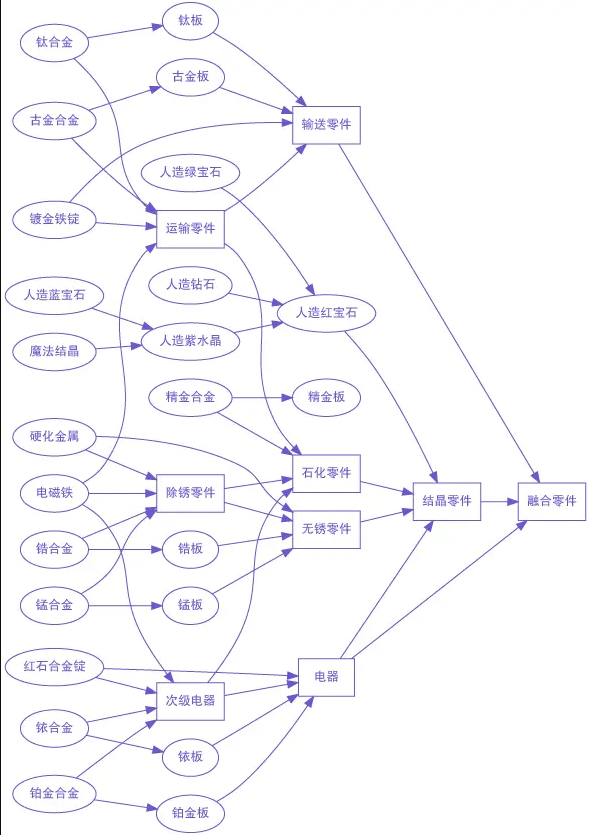 钛板
钛合金
古金板
古金合金
输送零件
人造绿宝石
镀金铁锭
运输零件
人造钻石
人造蓝宝石
人造红宝石
人造紫水晶
魔法结晶
精金合金
精金板
硬化金属
石化零件
电磁铁
除锈零件
结晶零件
融合零件
无锈零件
锆合金
锆板
锰合金
锰板
红石合金锭
电器
次级电器
铱合金
铱板
铂金合金
铂金板